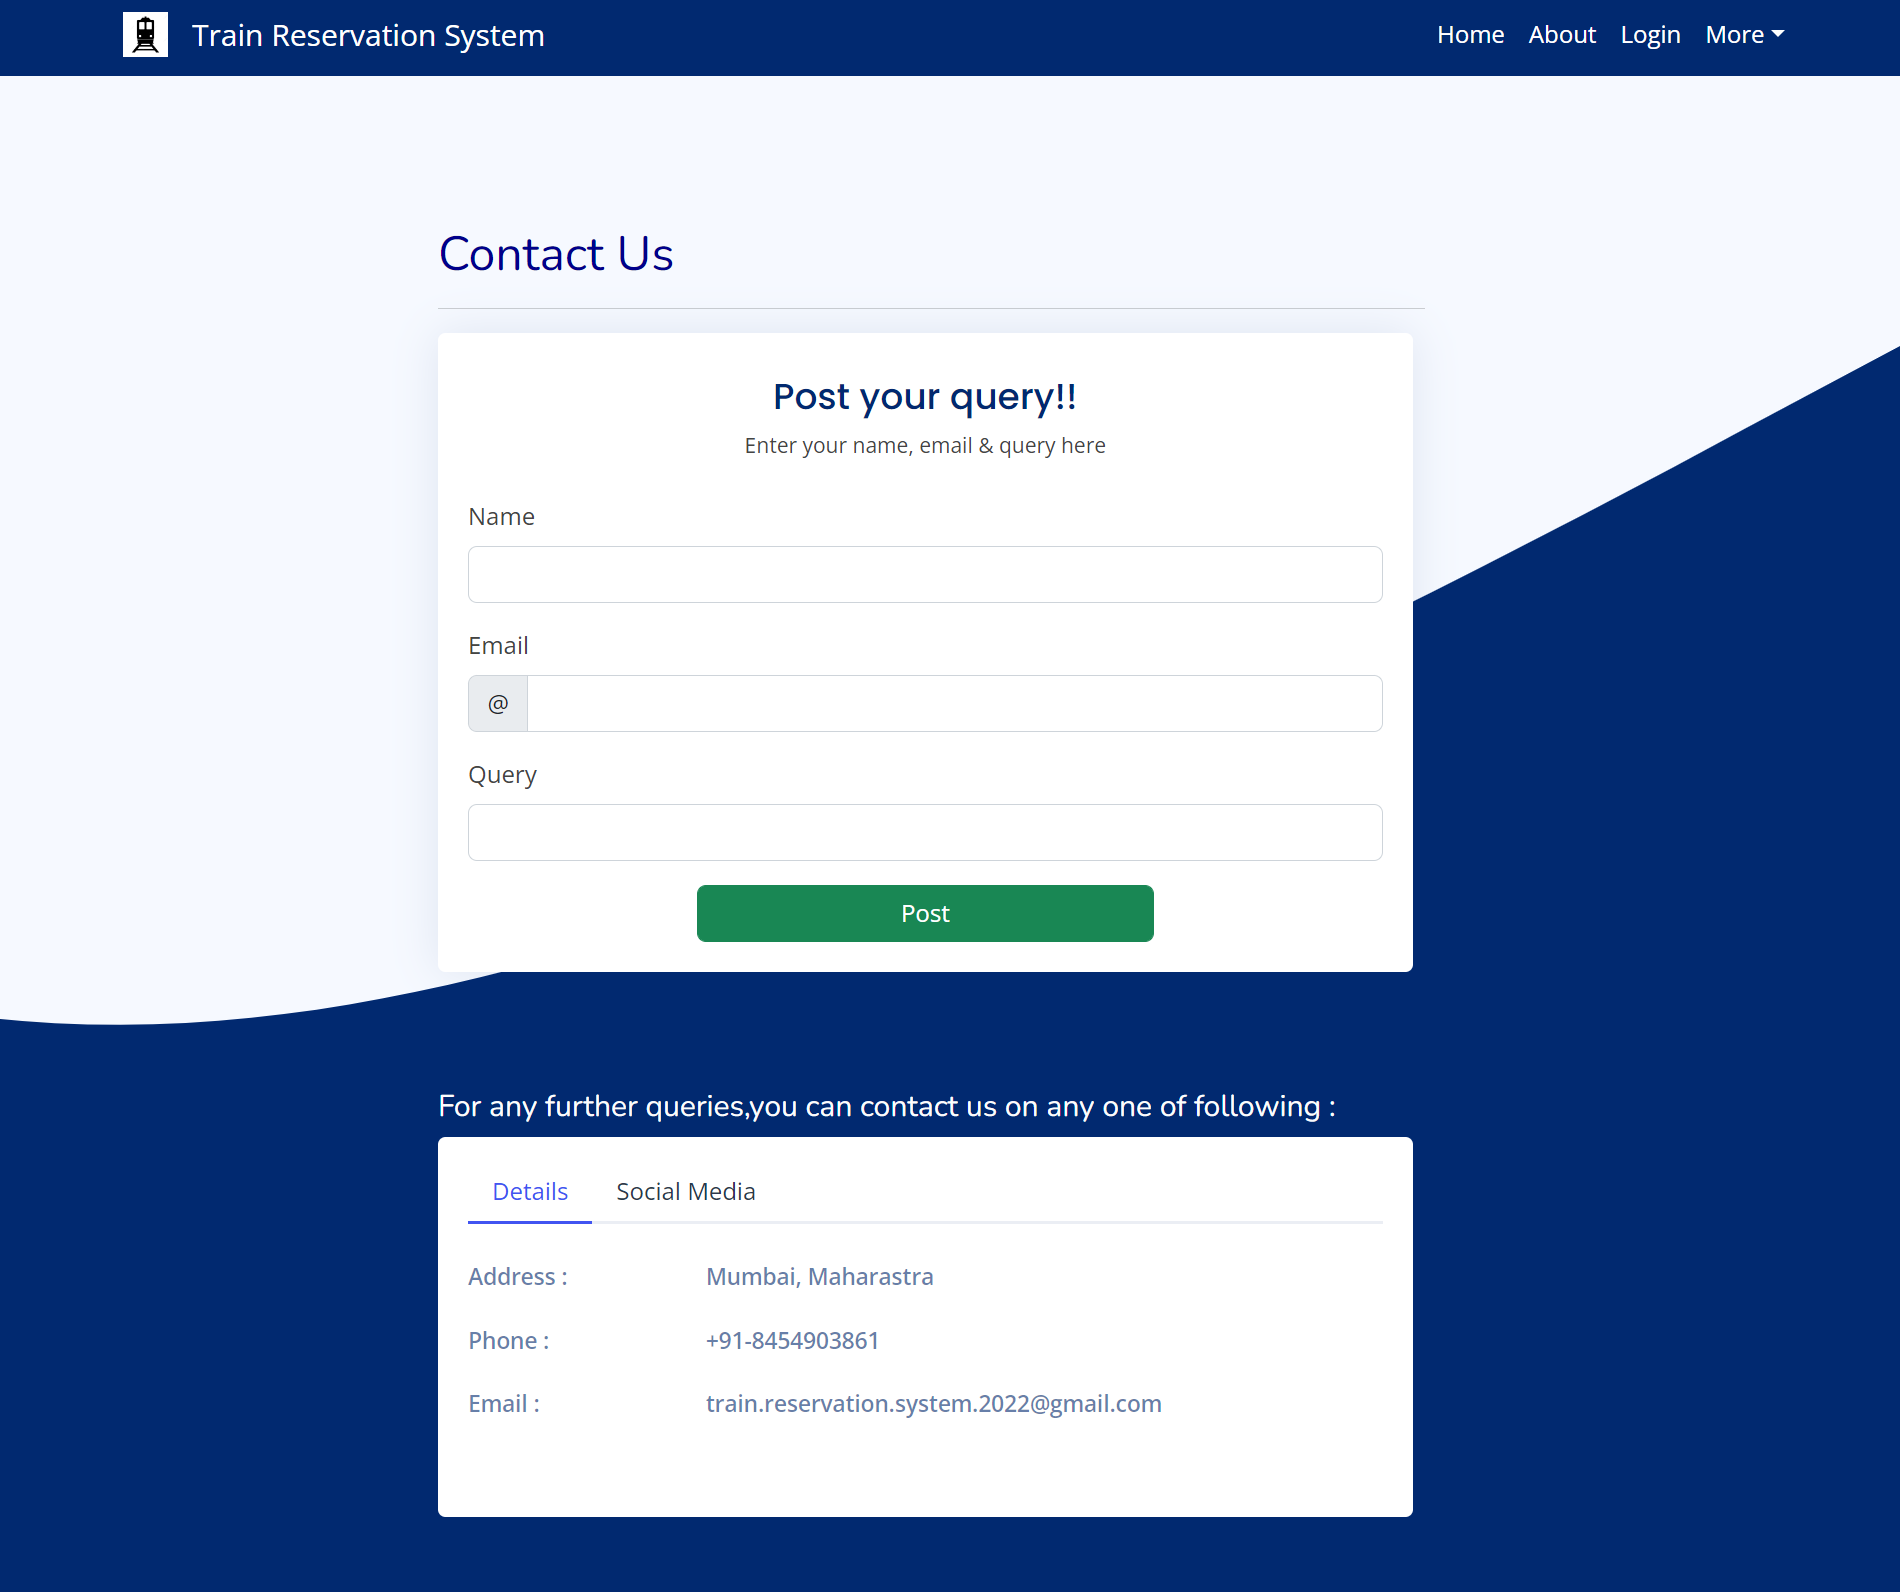 Train Reservation System
Home About Login More
Contact Us
Post your query!!
Enter your name, email & query here
Name
Email
@
Query
Post
For any further queries,you can contact us on any one of following :
Details Social Media
Address : Mumbai, Maharastra
Phone : +91-8454903861
Email : train.reservation.system.2022@gmail.com